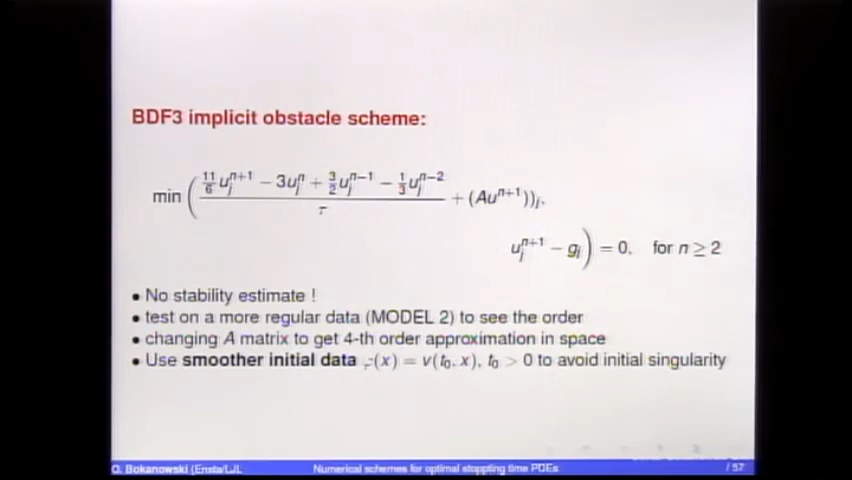 BDF3 implicit obstacle scheme:
min ( (11/6 u_j^{n+1} − 3u_j^n + 3/2 u_j^{n−1} − 1/3 u_j^{n−2}) / τ + (Au^{n+1}))_j,
u_j^{n+1} − g_j ) = 0, for n ≥ 2
• No stability estimate !
• test on a more regular data (MODEL 2) to see the order
• changing A matrix to get 4-th order approximation in space
• Use smoother initial data (x) = v(t_0, x), t_0 > 0 to avoid initial singularity
O. Bokanowski (Ensta/LJL Numerical schemes for optimal stoppting time PDEs / 57